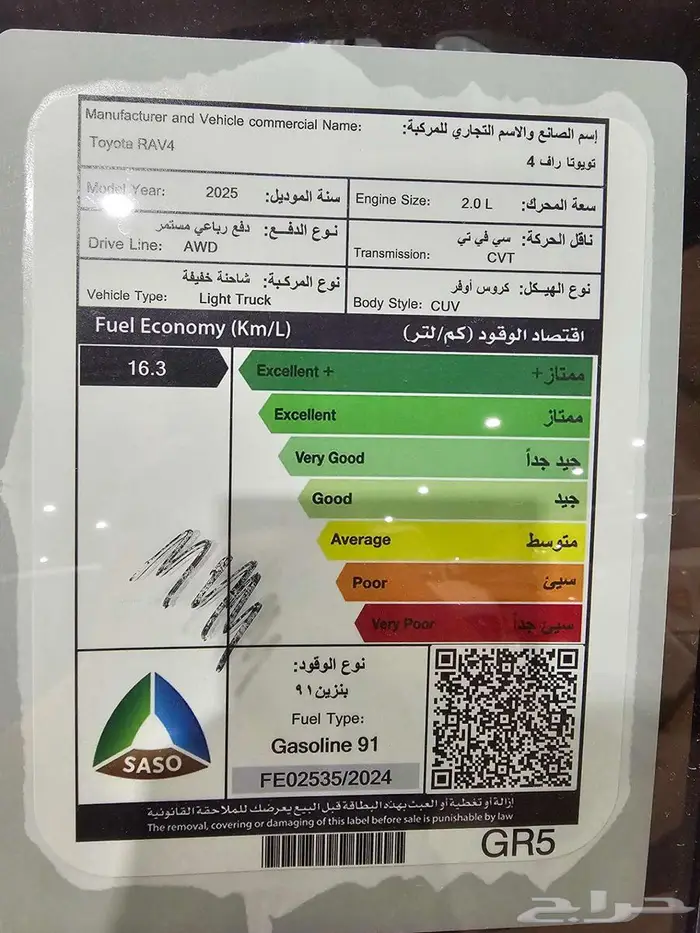 Manufacturer and Vehicle commercial Name: إسم الصانع والاسم التجاري للمركبة:
Toyota RAV4
تويوتا راف 4
Model Year: 2025 سنة الموديل:
Engine Size: 2.0 L سعة المحرك:
نوع الدفع: دفع رباعي مستمر
Drive Line: AWD
ناقل الحركة: سي في تي
Transmission: CVT
نوع المركبة: شاحنة خفيفة
Vehicle Type: Light Truck
نوع الهيكل: كروس أوفر
Body Style: CUV
Fuel Economy (Km/L) اقتصاد الوقود (كم/لتر)
16.3
Excellent + ممتاز+
Excellent ممتاز
Very Good جيد جداً
Good جيد
Average متوسط
Poor سيئ
Very Poor سيئ جداً
SASO
نوع الوقود:
بنزين ٩١
Fuel Type:
Gasoline 91
FE02535/2024
إزالة أو تغطية أو العبث بهذه البطاقة قبل البيع يعرضك للملاحقة القانونية
The removal, covering or damaging of this label before sale is punishable by law
GR5
حراج